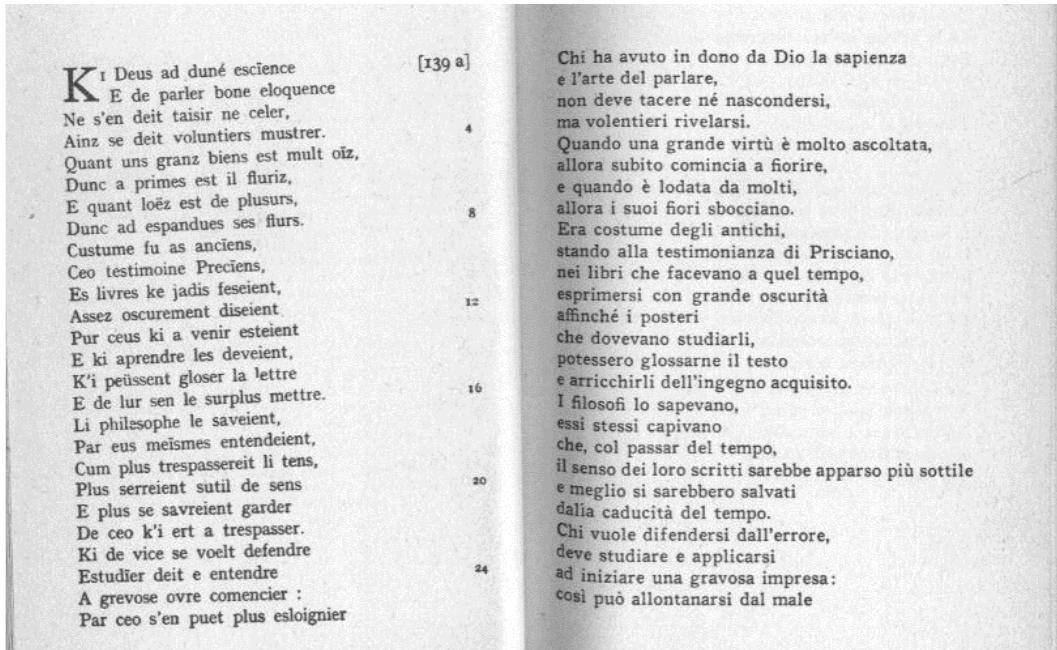 KI Deus ad duné escïence [139 a]
E de parler bone eloquence
Ne s'en deit taisir ne celer,
Ainz se deit voluntiers mustrer. 4
Quant uns granz biens est mult oïz,
Dunc a primes est il fluriz,
E quant loëz est de plusurs,
Dunc ad espandues ses flurs. 8
Custume fu as ancïens,
Ceo testimoine Precïens,
Es livres ke jadis feseient,
Assez oscurement diseient 12
Pur ceus ki a venir esteient
E ki aprendre les deveient,
K'i peüssent gloser la lettre
E de lur sen le surplus mettre. 16
Li philesophe le saveient,
Par eus meïsmes entendeient,
Cum plus trespassereit li tens,
Plus serreient sutil de sens 20
E plus se savreient garder
De ceo k'i ert a trespasser.
Ki de vice se voelt defendre
Estudïer deit e entendre 24
A grevose ovre comencier :
Par ceo s'en puet plus esloignier
Chi ha avuto in dono da Dio la sapienza
e l'arte del parlare,
non deve tacere né nascondersi,
ma volentieri rivelarsi.
Quando una grande virtù è molto ascoltata,
allora subito comincia a fiorire,
e quando è lodata da molti,
allora i suoi fiori sbocciano.
Era costume degli antichi,
stando alla testimonianza di Prisciano,
nei libri che facevano a quel tempo,
esprimersi con grande oscurità
affinché i posteri
che dovevano studiarli,
potessero glossarne il testo
e arricchirli dell'ingegno acquisito.
I filosofi lo sapevano,
essi stessi capivano
che, col passar del tempo,
il senso dei loro scritti sarebbe apparso più sottile
e meglio si sarebbero salvati
dalla caducità del tempo.
Chi vuole difendersi dall'errore,
deve studiare e applicarsi
ad iniziare una gravosa impresa:
così può allontanarsi dal male